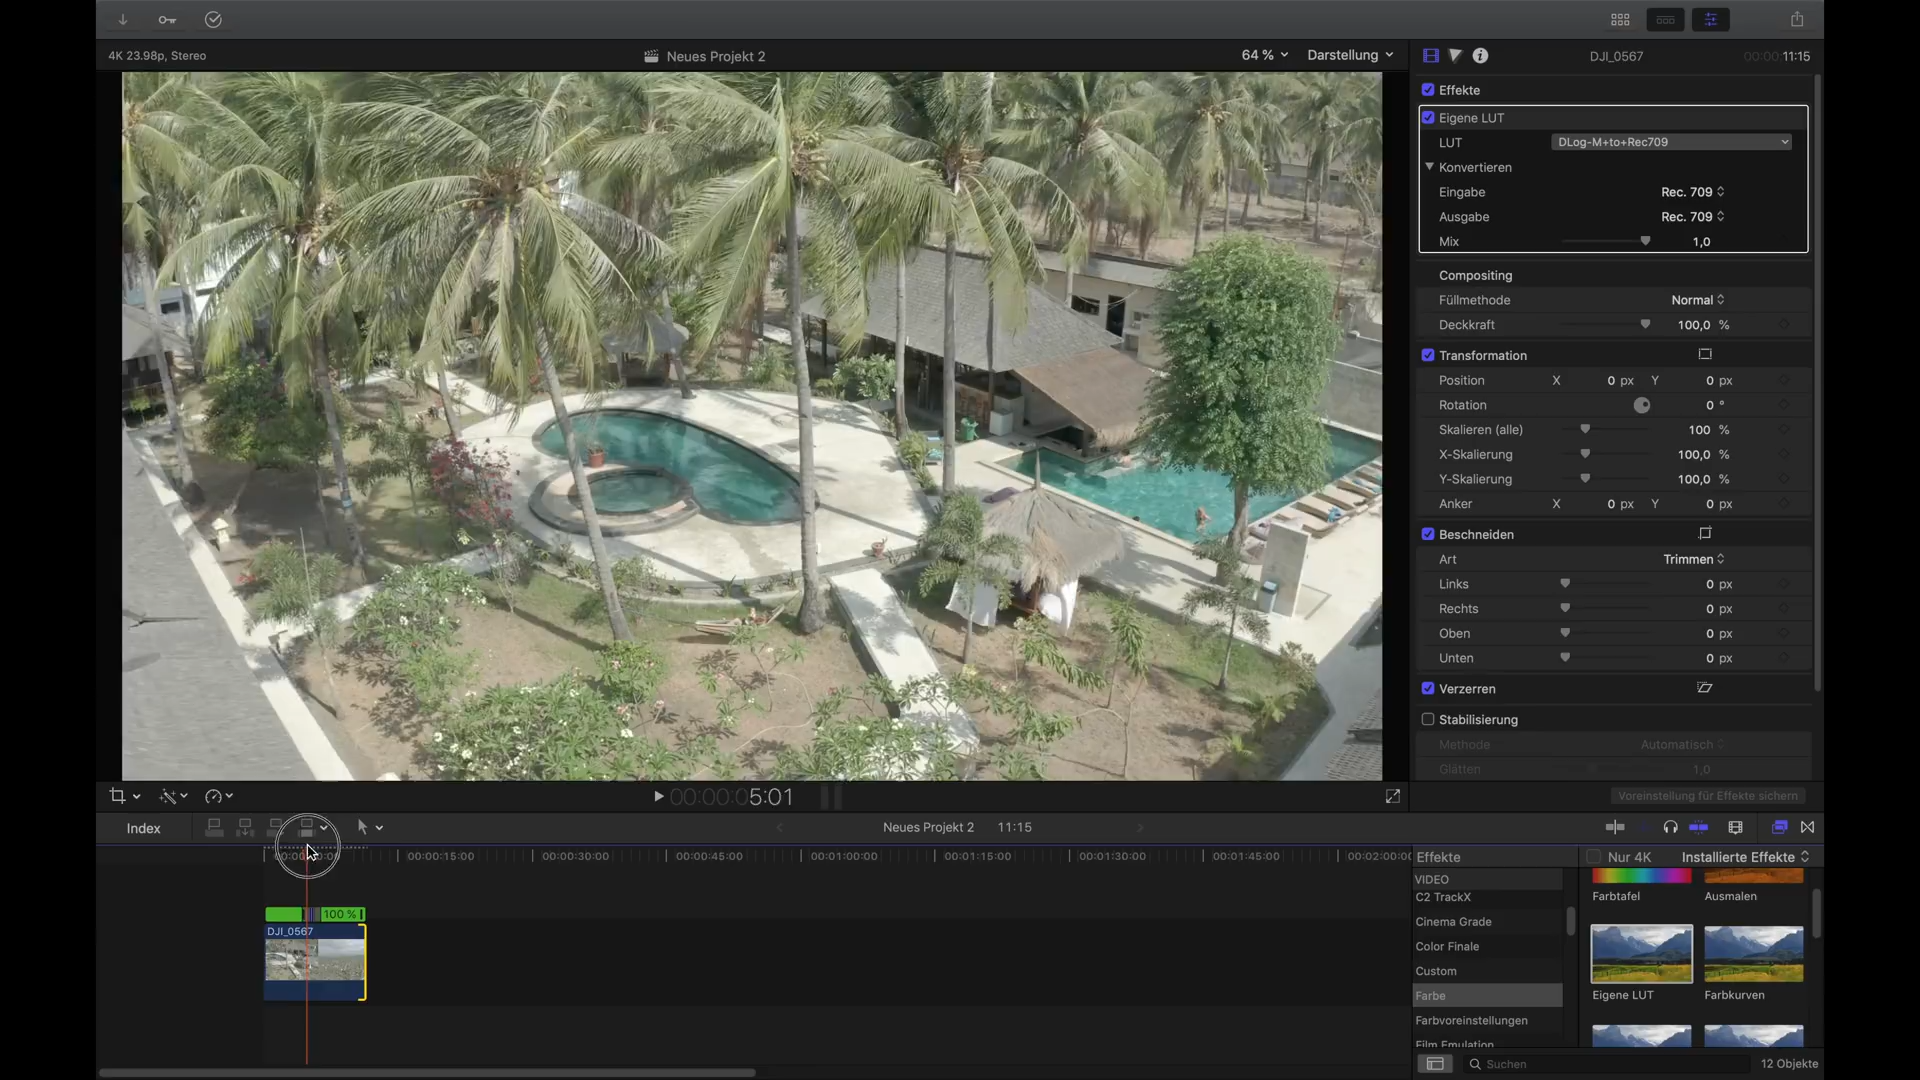 4K 23.98p, Stereo
Neues Projekt 2
64 %
Darstellung
DJI_0567
00:00:11:15
Effekte
Eigene LUT
LUT
DLog-M+to+Rec709
Konvertieren
Eingabe
Rec. 709
Ausgabe
Rec. 709
Mix
1,0
Compositing
Füllmethode
Normal
Deckkraft
100,0 %
Transformation
Position
X 0 px Y 0 px
Rotation
0 °
Skalieren (alle)
100 %
X-Skalierung
100,0 %
Y-Skalierung
100,0 %
Anker
X 0 px Y 0 px
Beschneiden
Art
Trimmen
Links
0 px
Rechts
0 px
Oben
0 px
Unten
0 px
Verzerren
Stabilisierung
Methode
Automatisch
Glätten
1,0
Voreinstellung für Effekte sichern
00:00:05:01
Index
Neues Projekt 2
11:15
00:00:15:00
00:00:30:00
00:00:45:00
00:01:00:00
00:01:15:00
00:01:30:00
00:01:45:00
00:02:00:0
100 %
DJI_0567
Effekte
Nur 4K
Installierte Effekte
VIDEO
C2 TrackX
Cinema Grade
Color Finale
Custom
Farbe
Farbvoreinstellungen
Film Emulation
Farbtafel
Ausmalen
Eigene LUT
Farbkurven
Suchen
12 Objekte